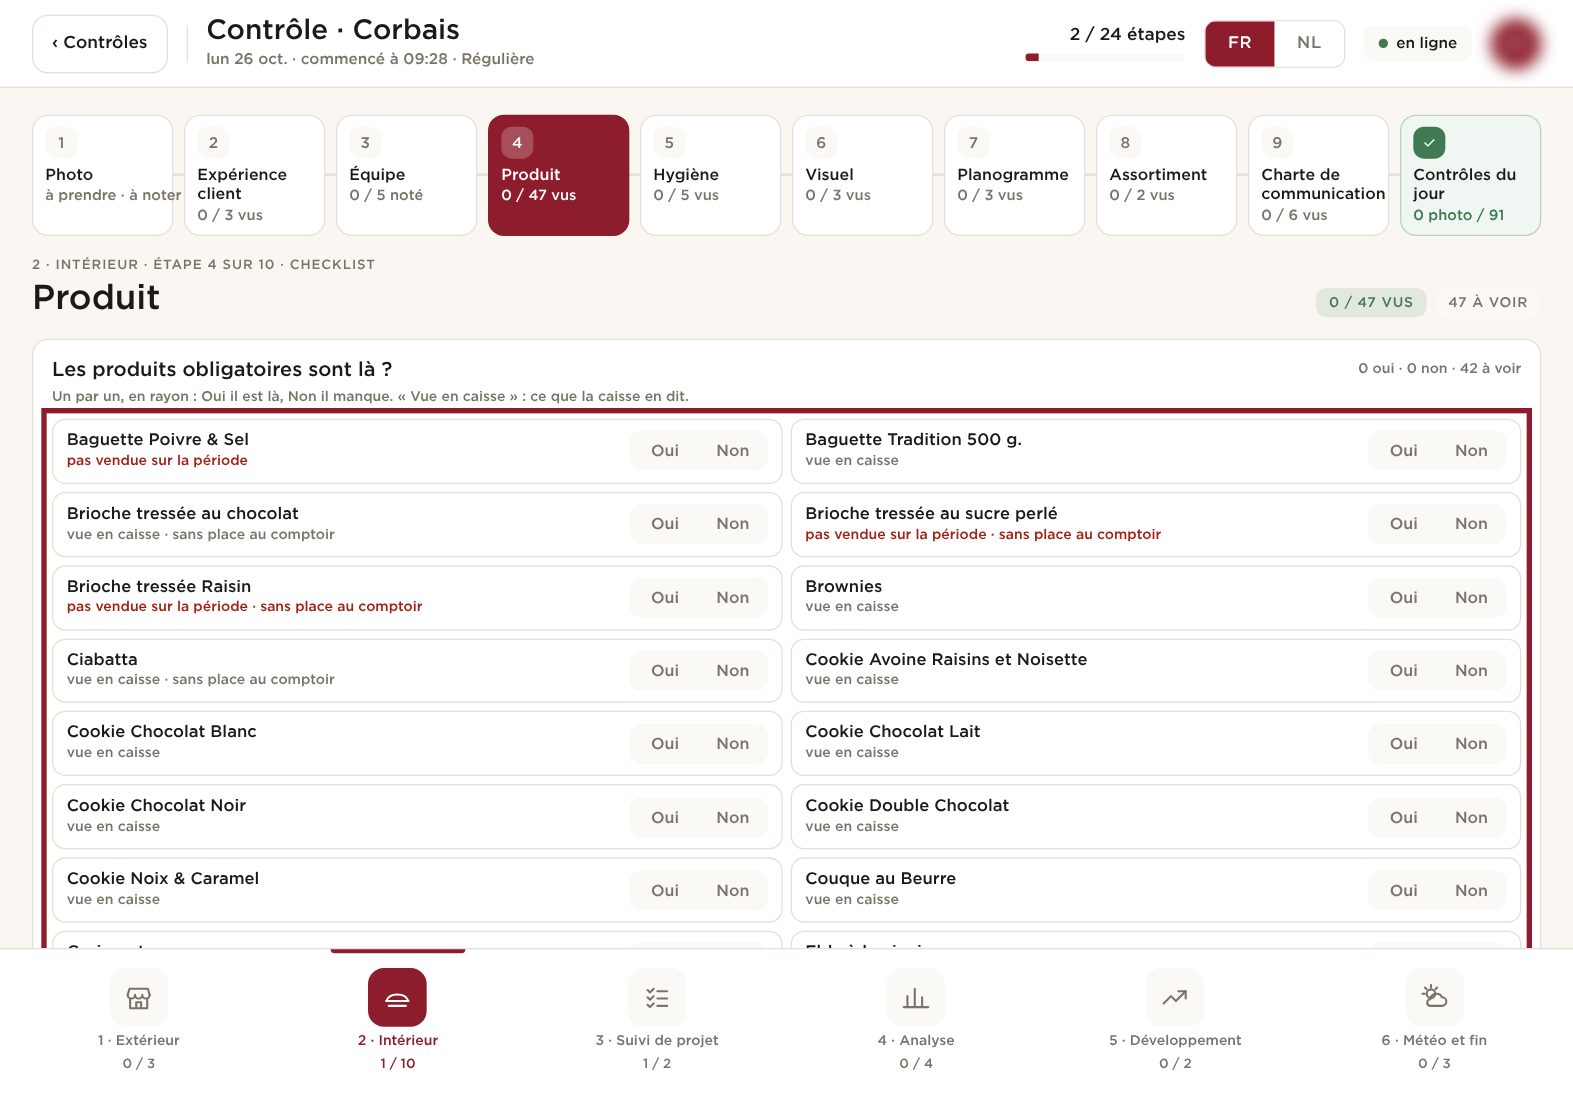 ‹ Contrôles
Contrôle · Corbais
lun 26 oct. · commencé à 09:28 · Régulière
2 / 24 étapes
FR
NL
en ligne
1
Photo
à prendre · à noter
2
Expérience
client
0 / 3 vus
3
Équipe
0 / 5 noté
4
Produit
0 / 47 vus
5
Hygiène
0 / 5 vus
6
Visuel
0 / 3 vus
7
Planogramme
0 / 3 vus
8
Assortiment
0 / 2 vus
9
Charte de
communication
0 / 6 vus
Contrôles du
jour
0 photo / 91
2 · INTÉRIEUR · ÉTAPE 4 SUR 10 · CHECKLIST
Produit
0 / 47 VUS
47 À VOIR
Les produits obligatoires sont là ?
0 oui · 0 non · 42 à voir
Un par un, en rayon : Oui il est là, Non il manque. « Vue en caisse » : ce que la caisse en dit.
Baguette Poivre & Sel
pas vendue sur la période
Oui Non
Baguette Tradition 500 g.
vue en caisse
Oui Non
Brioche tressée au chocolat
vue en caisse · sans place au comptoir
Oui Non
Brioche tressée au sucre perlé
pas vendue sur la période · sans place au comptoir
Oui Non
Brioche tressée Raisin
pas vendue sur la période · sans place au comptoir
Oui Non
Brownies
vue en caisse
Oui Non
Ciabatta
vue en caisse · sans place au comptoir
Oui Non
Cookie Avoine Raisins et Noisette
vue en caisse
Oui Non
Cookie Chocolat Blanc
vue en caisse
Oui Non
Cookie Chocolat Lait
vue en caisse
Oui Non
Cookie Chocolat Noir
vue en caisse
Oui Non
Cookie Double Chocolat
vue en caisse
Oui Non
Cookie Noix & Caramel
vue en caisse
Oui Non
Couque au Beurre
vue en caisse
Oui Non
1 · Extérieur
0 / 3
2 · Intérieur
1 / 10
3 · Suivi de projet
1 / 2
4 · Analyse
0 / 4
5 · Développement
0 / 2
6 · Météo et fin
0 / 3